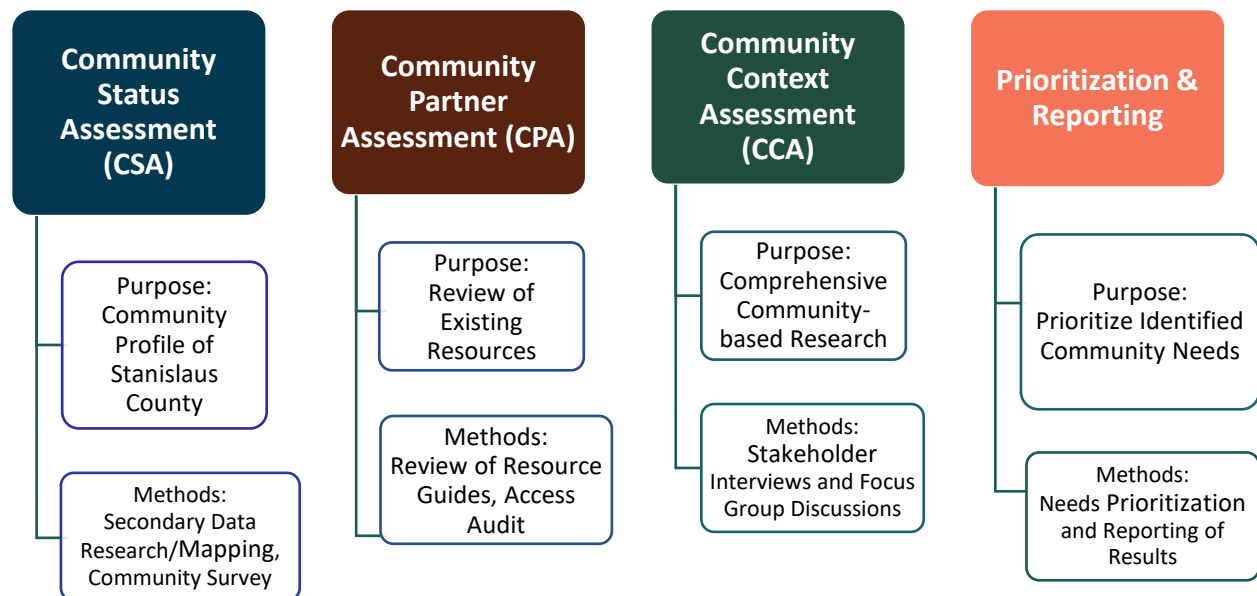 Community
Status
Assessment
(CSA)
Purpose:
Community
Profile of
Stanislaus
County
Methods:
Secondary Data
Research/Mapping,
Community Survey
Community
Partner
Assessment (CPA)
Purpose:
Review of
Existing
Resources
Methods:
Review of Resource
Guides, Access
Audit
Community
Context
Assessment
(CCA)
Purpose:
Comprehensive
Community-
based Research
Methods:
Stakeholder
Interviews and Focus
Group Discussions
Prioritization &
Reporting
Purpose:
Prioritize Identified
Community Needs
Methods:
Needs Prioritization
and Reporting of
Results